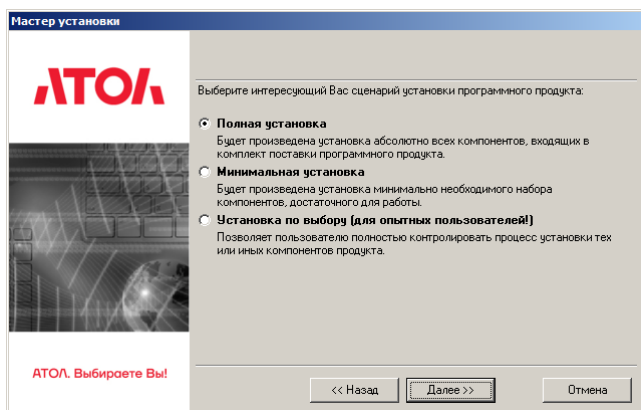 Мастер установки
АТОЛ
Выберите интересующий Вас сценарий установки программного продукта:
Полная установка
Будет произведена установка абсолютно всех компонентов, входящих в
комплект поставки программного продукта.
Минимальная установка
Будет произведена установка минимально необходимого набора
компонентов, достаточного для работы.
Установка по выбору (для опытных пользователей!)
Позволяет пользователю полностью контролировать процесс установки тех
или иных компонентов продукта.
АТОЛ. Выбираете Вы!
<< Назад
Далее >>
Отмена